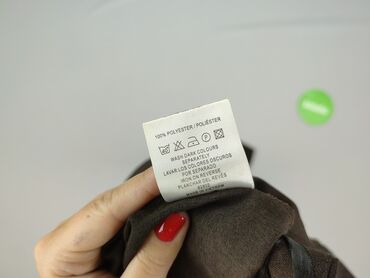 100% POLYESTER / POLIÉSTER
WASH DARK COLOURS
SEPARATELY
LAVAR LOS COLORES OSCUROS
POR SEPARADO
IRON ON REVERSE
PLANCHAR DEL REVÉS